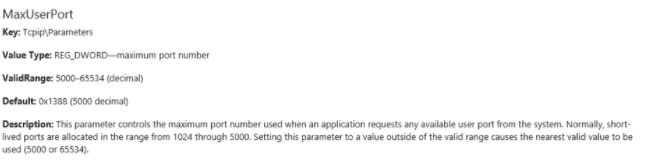 MaxUserPort
Key: Tcpip\Parameters
Value Type: REG_DWORD—maximum port number
ValidRange: 5000–65534 (decimal)
Default: 0x1388 (5000 decimal)
Description: This parameter controls the maximum port number used when an application requests any available user port from the system. Normally, short-
lived ports are allocated in the range from 1024 through 5000. Setting this parameter to a value outside of the valid range causes the nearest valid value to be
used (5000 or 65534).